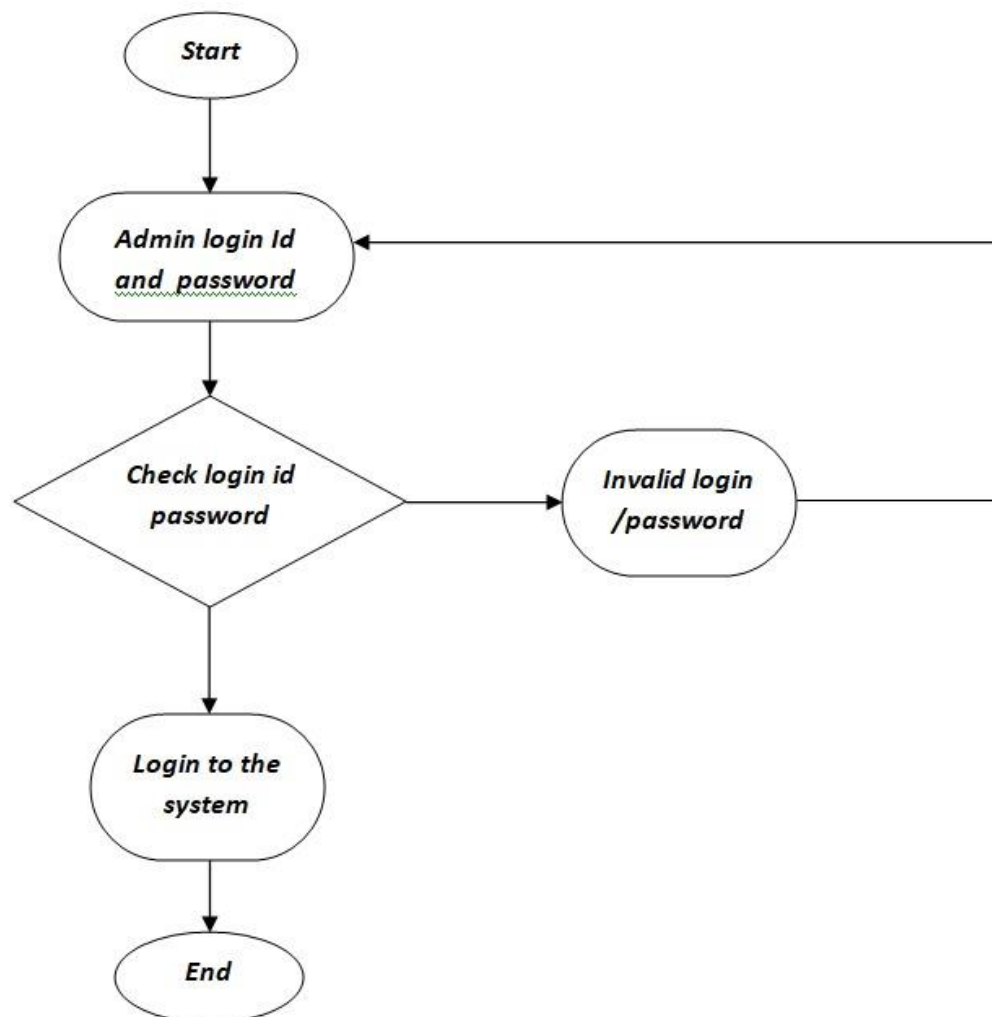 Start
Admin login Id
and  password
Check login id
password
Invalid login
/password
Login to the
system
End